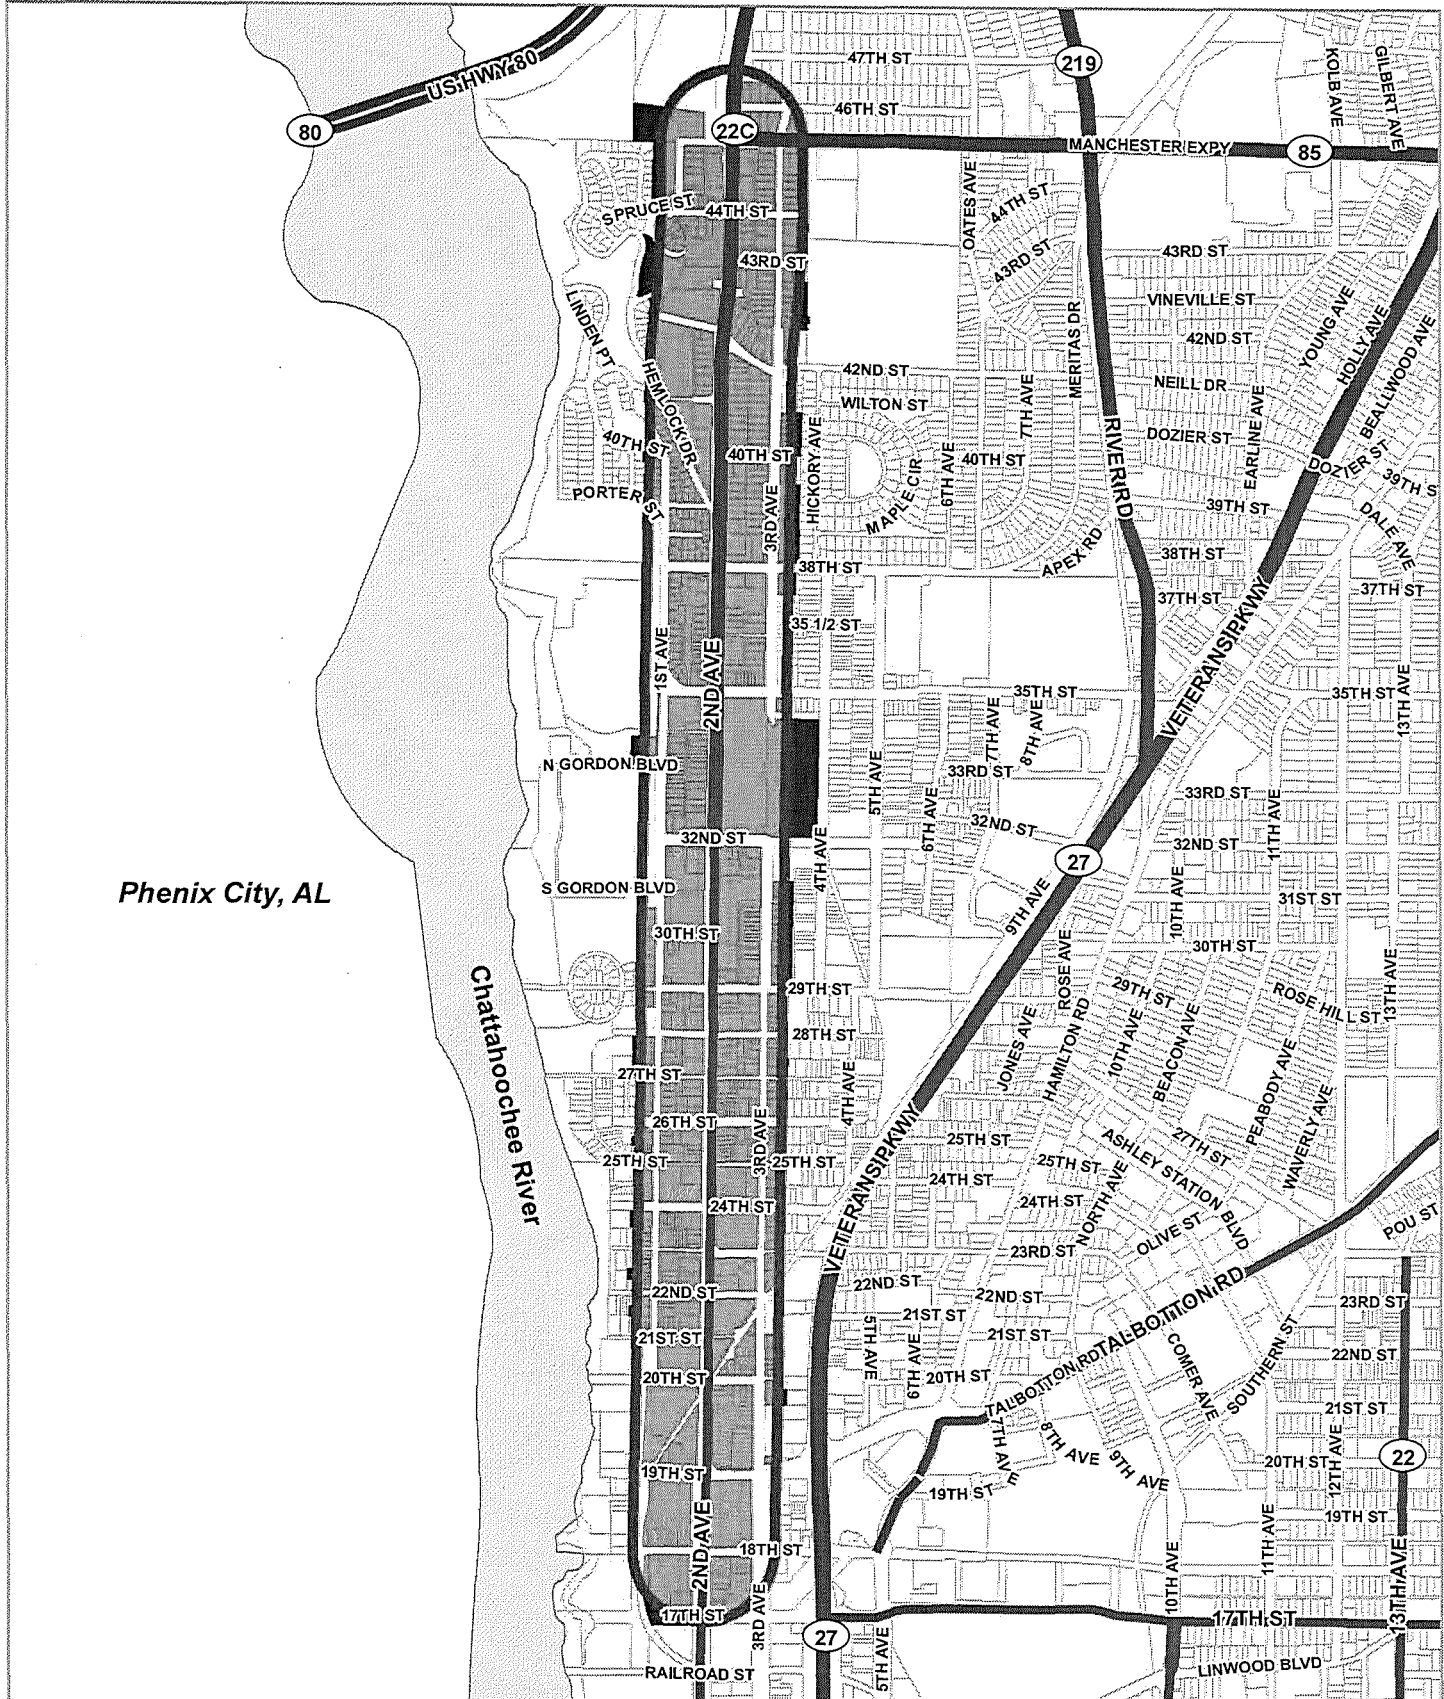 47TH ST
219
KOLB AVE
GILBERT AVE
US HWY 80
46TH ST
80
22C
MANCHESTER EXPY
85
SPRUCE ST
44TH ST
OATES AVE
44TH ST
43RD ST
43RD ST
43RD ST
LINDEN PT
VINEVILLE ST
YOUNG AVE
HOLLY AVE
BEALLWOOD AVE
MERITAS DR
42ND ST
HEMLOCK DR
42ND ST
NEILL DR
WILTON ST
7TH AVE
EARLINE AVE
RIVER RD
DOZIER ST
40TH ST
40TH ST
HICKORY AVE
MAPLE CIR
6TH AVE
40TH ST
DOZIER ST
39TH S
PORTER ST
3RD AVE
39TH ST
DALE AVE
APEX RD
38TH ST
38TH ST
37TH ST
37TH ST
35 1/2 ST
1ST AVE
2ND AVE
VETERANS PKWY
35TH ST
35TH ST
13TH AVE
7TH AVE
8TH AVE
N GORDON BLVD
5TH AVE
33RD ST
6TH AVE
33RD ST
32ND ST
11TH AVE
32ND ST
4TH AVE
32ND ST
27
Phenix City, AL
S GORDON BLVD
9TH AVE
10TH AVE
31ST ST
30TH ST
30TH ST
ROSE AVE
13TH AVE
Chattahoochee River
29TH ST
29TH ST
ROSE HILL ST
28TH ST
JONES AVE
HAMILTON RD
10TH AVE
BEACON AVE
PEABODY AVE
27TH ST
4TH AVE
WAVERLY AVE
26TH ST
3RD AVE
25TH ST
ASHLEY STATION BLVD
27TH ST
25TH ST
25TH ST
25TH ST
24TH ST
NORTH AVE
24TH ST
24TH ST
VETERANS PKWY
OLIVE ST
POU ST
23RD ST
22ND ST
22ND ST
22ND ST
TALBOTTON RD
23RD ST
21ST ST
21ST ST
5TH AVE
6TH AVE
21ST ST
COMER AVE
SOUTHERN ST
22ND ST
20TH ST
20TH ST
TALBOTTON RD
21ST ST
7TH AVE
8TH AVE
9TH AVE
12TH AVE
20TH ST
22
19TH ST
19TH ST
19TH ST
2ND AVE
11TH AVE
18TH ST
10TH AVE
13TH AVE
17TH ST
3RD AVE
17TH ST
27
5TH AVE
RAILROAD ST
LINWOOD BLVD